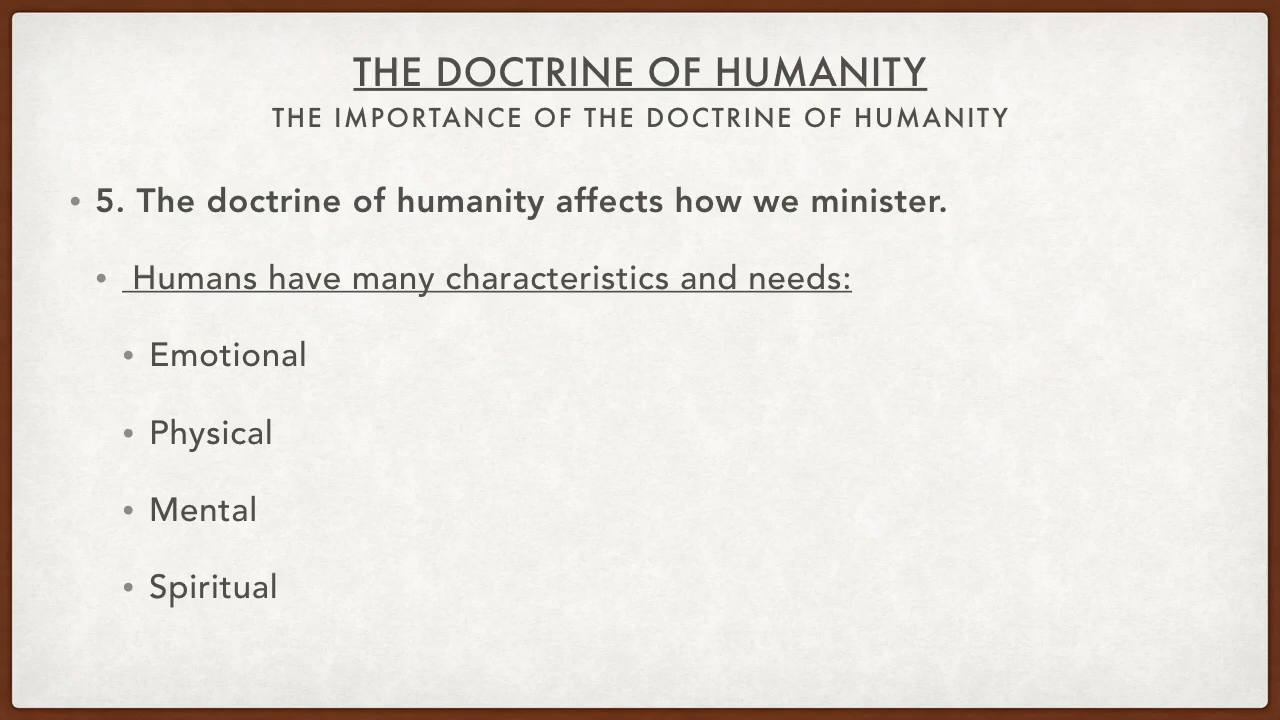 THE DOCTRINE OF HUMANITY
THE IMPORTANCE OF THE DOCTRINE OF HUMANITY
• 5. The doctrine of humanity affects how we minister.
• Humans have many characteristics and needs:
• Emotional
• Physical
• Mental
• Spiritual